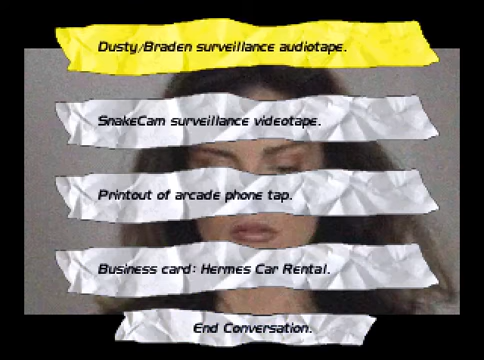 Dusty/Braden surveillance audiotape.
SnakeCam surveillance videotape.
Printout of arcade phone tap.
Business card: Hermes Car Rental.
End Conversation.